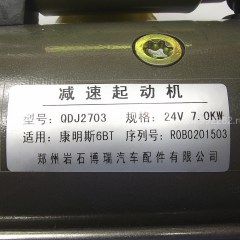 减速起动机
型号: QDJ2703 规格: 24V 7.0KW
适用: 康明斯6BT 序列号: R0B0201503
郑州岩石博瑞汽车配件有限公司